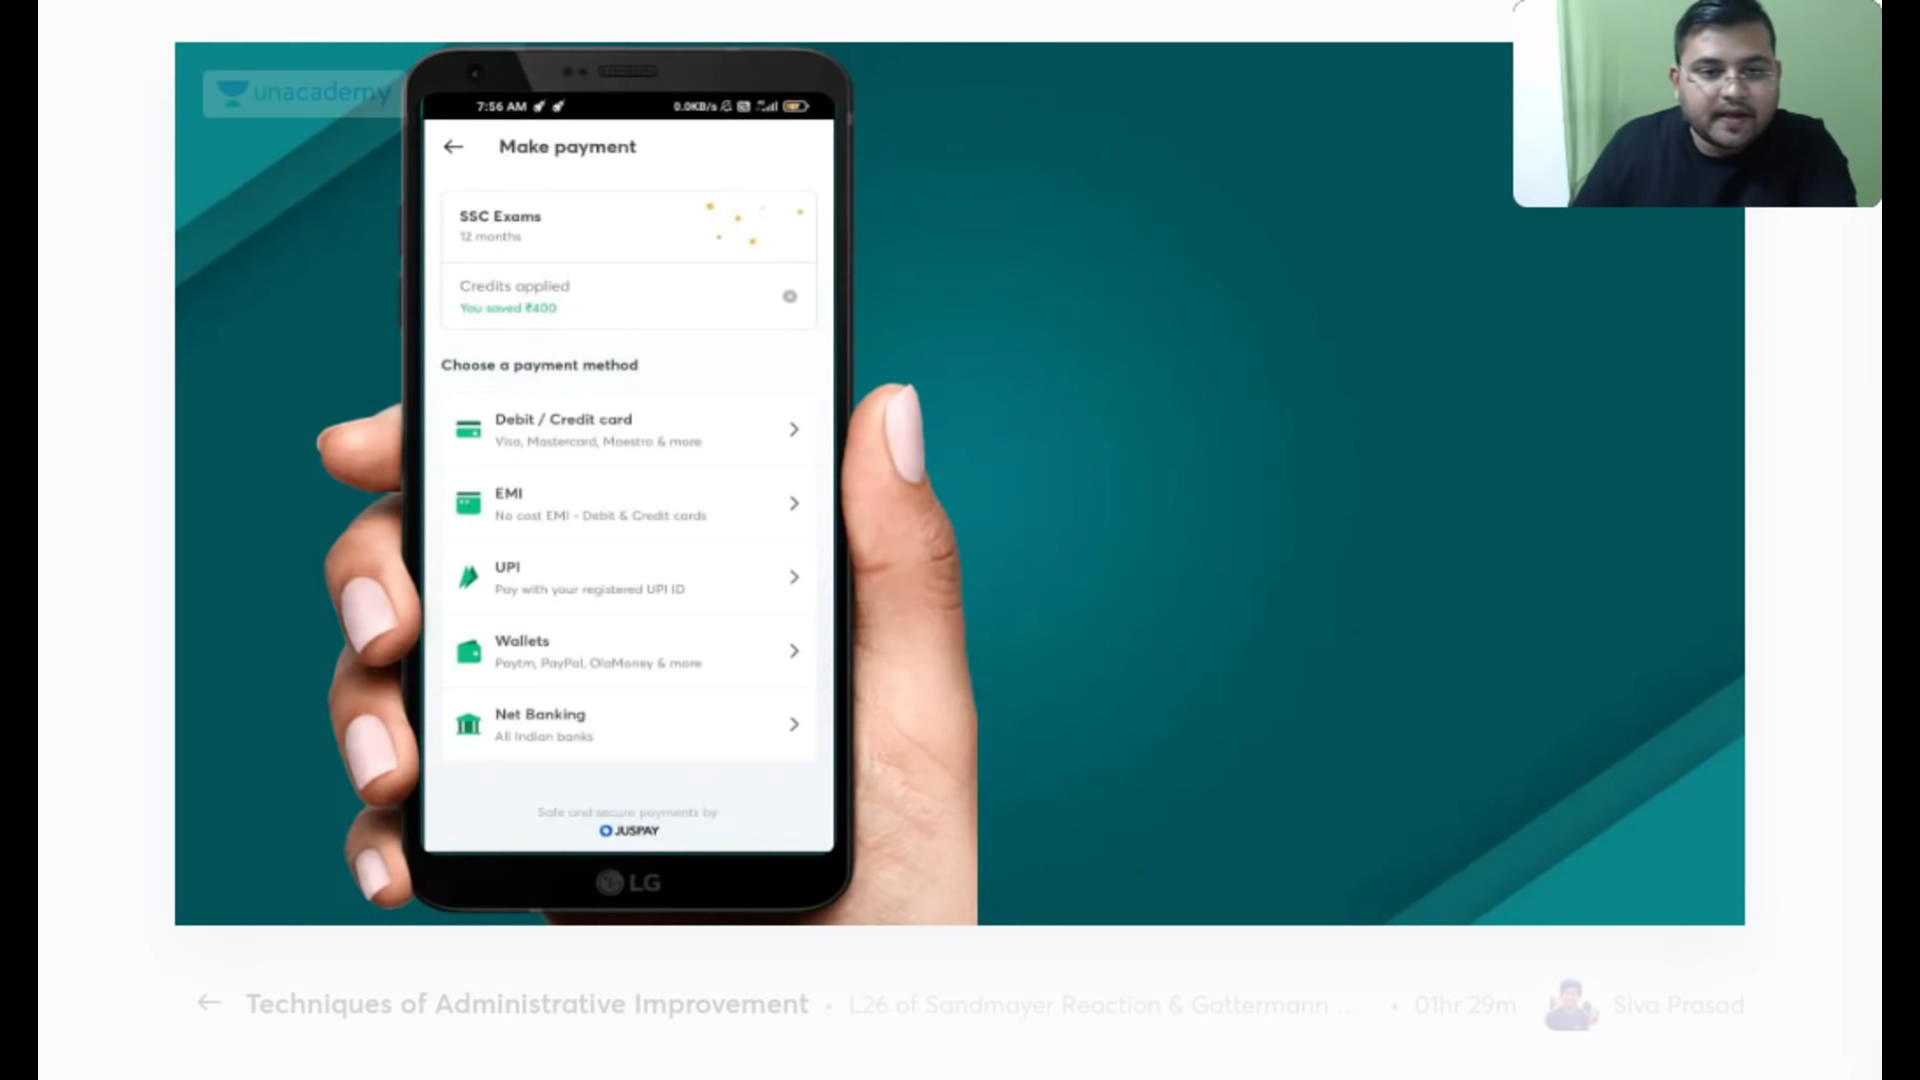 unacademy
7:56 AM
0.0KB/s
Make payment
SSC Exams
12 months
Credits applied
You saved ₹400
Choose a payment method
Debit / Credit card
Visa, Mastercard, Maestro & more
EMI
No cost EMI - Debit & Credit cards
UPI
Pay with your registered UPI ID
Wallets
Paytm, PayPal, OlaMoney & more
Net Banking
All Indian banks
Safe and secure payments by
JUSPAY
LG
Techniques of Administrative Improvement • L26 of Sandmayer Reaction & Gattermann ... • 01hr 29m Siva Prasad